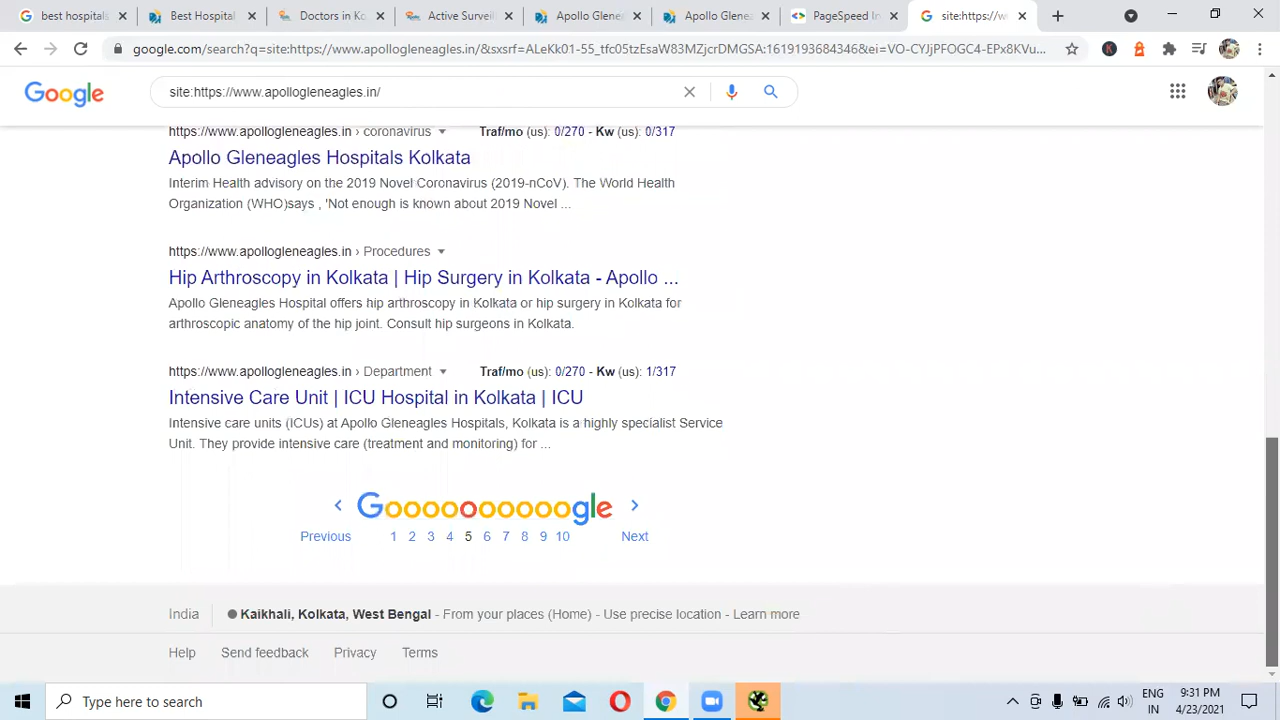 best hospitals
Best Hospital
Doctors in Ko
Active Surveil
Apollo Glene
Apollo Glene
PageSpeed In
site:https://w
google.com/search?q=site:https://www.apollogleneagles.in/&sxsrf=ALeKk01-55_tfc05tzEsaW83MZjcrDMGSA:1619193684346&ei=VO-CYJjPFOGC4-EPx8KVu...
Google
site:https://www.apollogleneagles.in/
https://www.apollogleneagles.in › coronavirus Traf/mo (us): 0/270 - Kw (us): 0/317
Apollo Gleneagles Hospitals Kolkata
Interim Health advisory on the 2019 Novel Coronavirus (2019-nCoV). The World Health
Organization (WHO)says , 'Not enough is known about 2019 Novel ...
https://www.apollogleneagles.in › Procedures
Hip Arthroscopy in Kolkata | Hip Surgery in Kolkata - Apollo ...
Apollo Gleneagles Hospital offers hip arthroscopy in Kolkata or hip surgery in Kolkata for
arthroscopic anatomy of the hip joint. Consult hip surgeons in Kolkata.
https://www.apollogleneagles.in › Department Traf/mo (us): 0/270 - Kw (us): 1/317
Intensive Care Unit | ICU Hospital in Kolkata | ICU
Intensive care units (ICUs) at Apollo Gleneagles Hospitals, Kolkata is a highly specialist Service
Unit. They provide intensive care (treatment and monitoring) for ...
Goooooooooogle
Previous 1 2 3 4 5 6 7 8 9 10 Next
India Kaikhali, Kolkata, West Bengal - From your places (Home) - Use precise location - Learn more
Help Send feedback Privacy Terms
Type here to search
ENG
IN
9:31 PM
4/23/2021